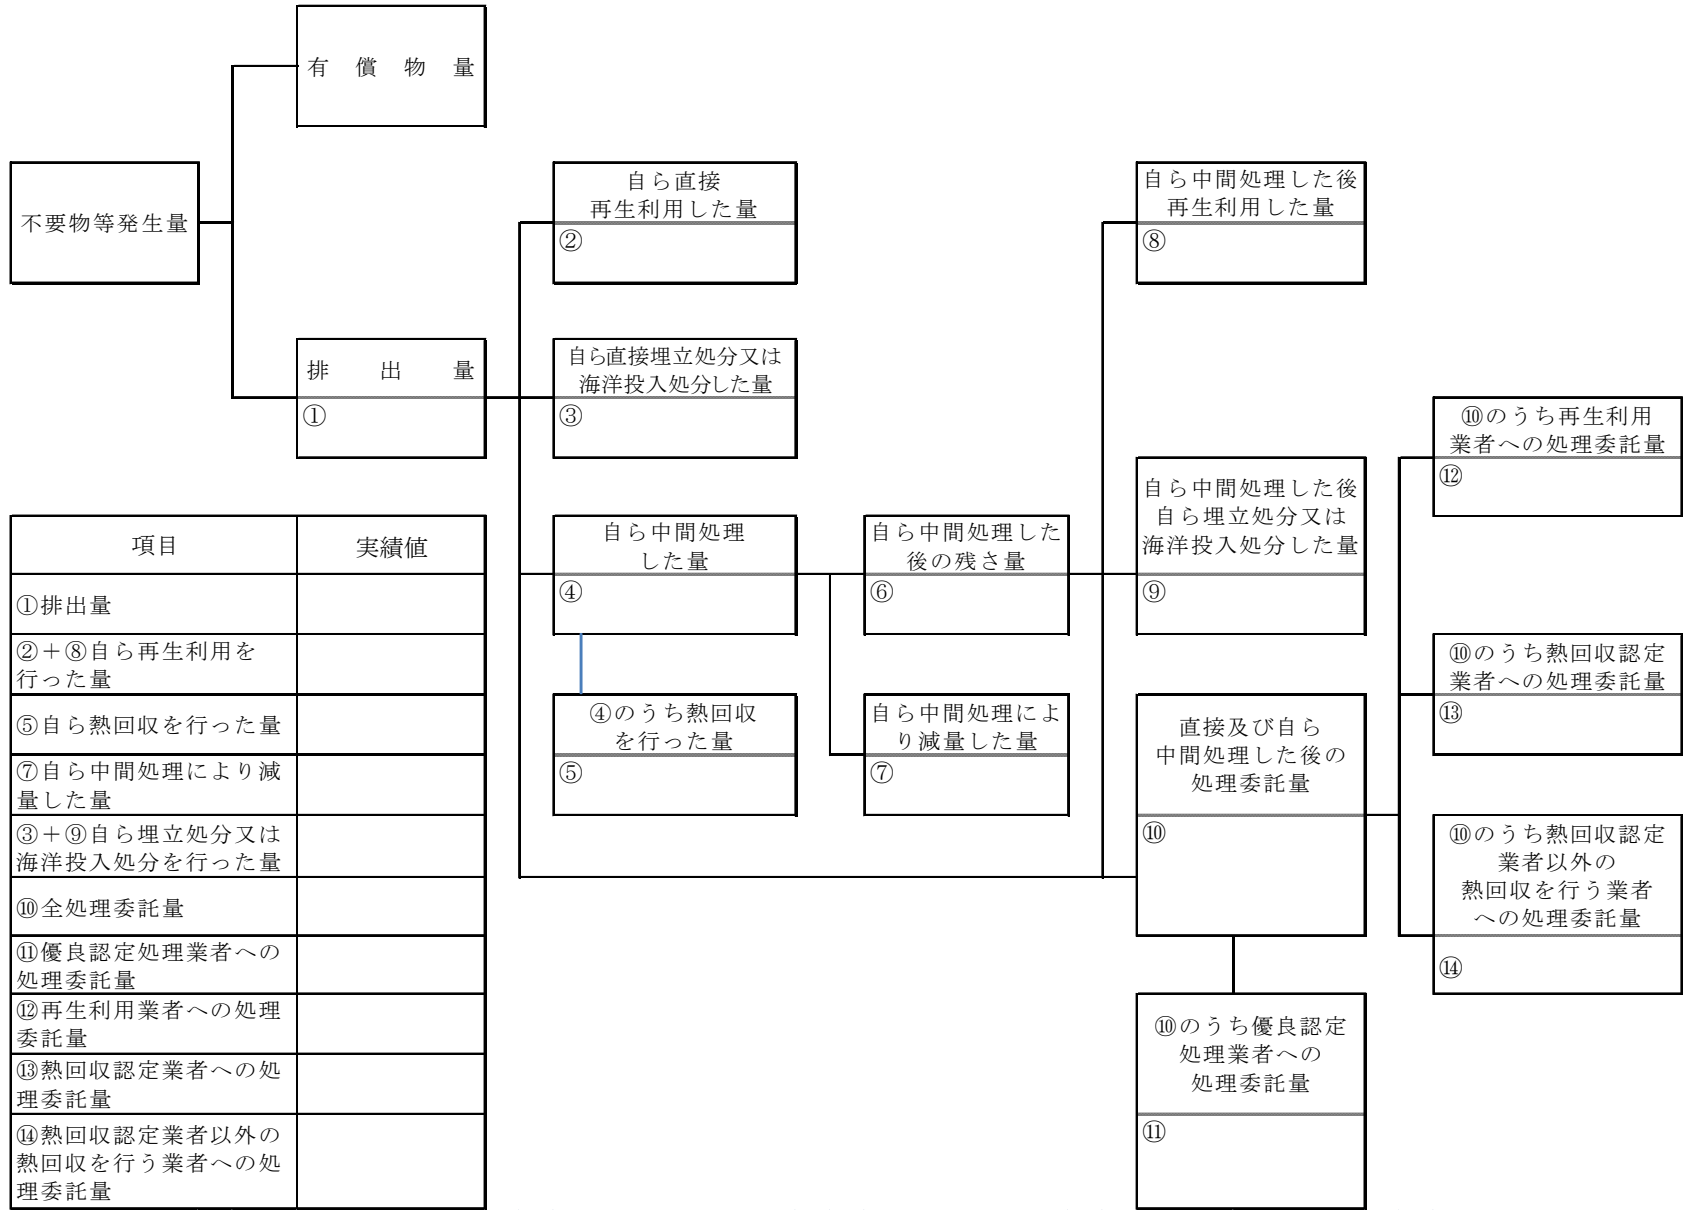 有償物量
不要物等発生量
排出量
①
自ら直接
再生利用した量
②
自ら直接埋立処分又は
海洋投入処分した量
③
自ら中間処理
した量
④
④のうち熱回収
を行った量
⑤
自ら中間処理した
後の残さ量
⑥
自ら中間処理によ
り減量した量
⑦
自ら中間処理した後
再生利用した量
⑧
自ら中間処理した後
自ら埋立処分又は
海洋投入処分した量
⑨
直接及び自ら
中間処理した後の
処理委託量
⑩
⑩のうち優良認定
処理業者への
処理委託量
⑪
⑩のうち再生利用
業者への処理委託量
⑫
⑩のうち熱回収認定
業者への処理委託量
⑬
⑩のうち熱回収認定
業者以外の
熱回収を行う業者
への処理委託量
⑭
項目 実績値
①排出量
②＋⑧自ら再生利用を
行った量
⑤自ら熱回収を行った量
⑦自ら中間処理により減
量した量
③＋⑨自ら埋立処分又は
海洋投入処分を行った量
⑩全処理委託量
⑪優良認定処理業者への
処理委託量
⑫再生利用業者への処理
委託量
⑬熱回収認定業者への処
理委託量
⑭熱回収認定業者以外の
熱回収を行う業者への処
理委託量